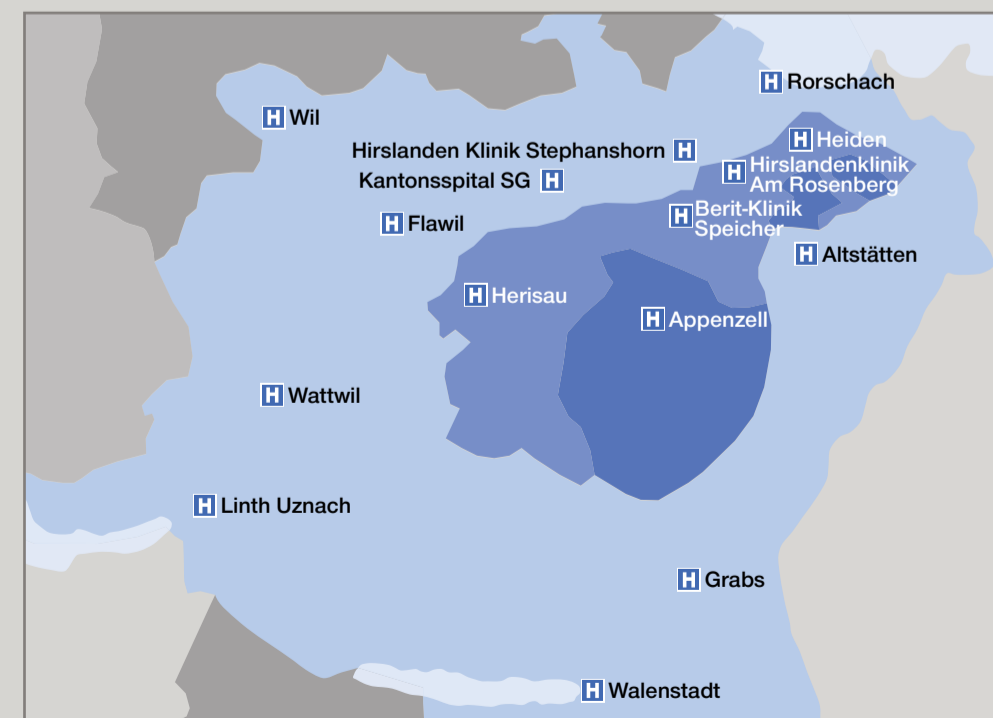 H Rorschach
H Wil
H Heiden
Hirslanden Klinik Stephanshorn H
H Hirslandenklinik
Am Rosenberg
Kantonsspital SG H
H Berit-Klinik
Speicher
H Flawil
H Altstätten
H Herisau
H Appenzell
H Wattwil
H Linth Uznach
H Grabs
H Walenstadt